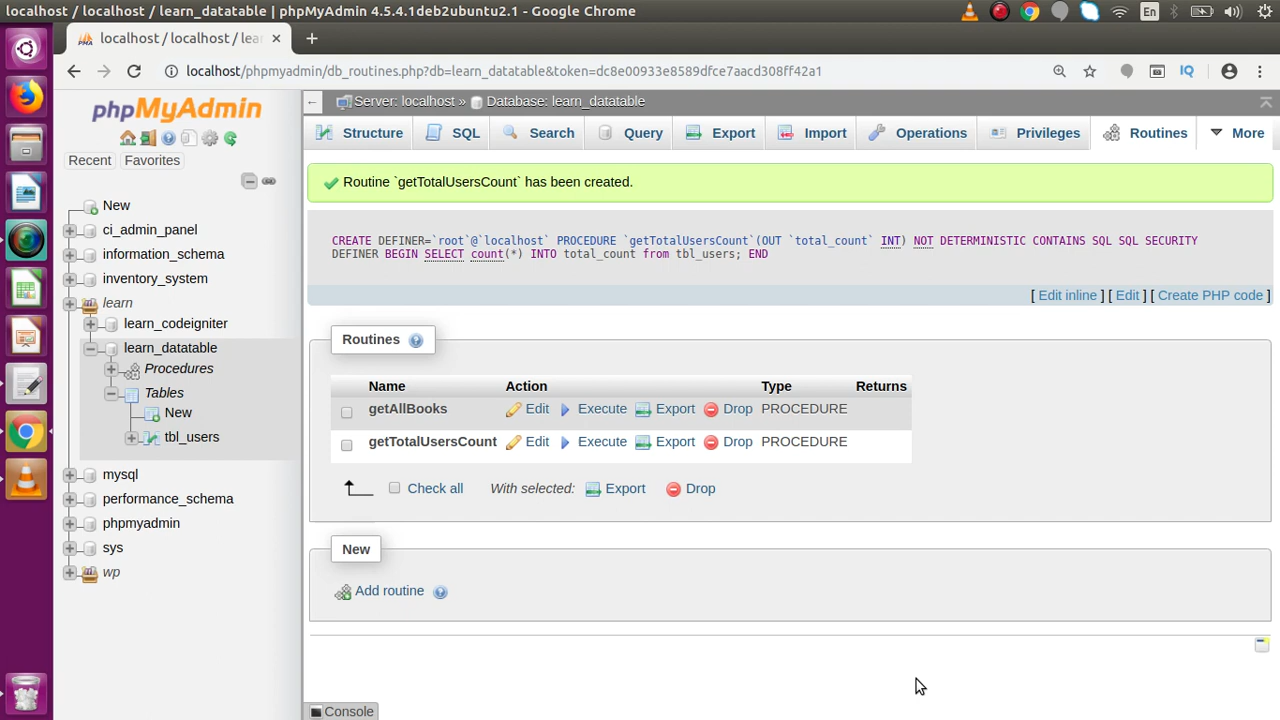 localhost / localhost / learn_datatable | phpMyAdmin 4.5.4.1deb2ubuntu2.1 - Google Chrome
En
localhost / localhost / lea
localhost/phpmyadmin/db_routines.php?db=learn_datatable&token=dc8e00933e8589dfce7aacd308ff42a1
IQ
phpMyAdmin
Recent Favorites
New
ci_admin_panel
information_schema
inventory_system
learn
learn_codeigniter
learn_datatable
Procedures
Tables
New
tbl_users
mysql
performance_schema
phpmyadmin
sys
wp
Server: localhost » Database: learn_datatable
Structure SQL Search Query Export Import Operations Privileges Routines More
Routine `getTotalUsersCount` has been created.
CREATE DEFINER=`root`@`localhost` PROCEDURE `getTotalUsersCount`(OUT `total_count` INT) NOT DETERMINISTIC CONTAINS SQL SQL SECURITY
DEFINER BEGIN SELECT count(*) INTO total_count from tbl_users; END
[ Edit inline ] [ Edit ] [ Create PHP code ]
Routines
Name Action Type Returns
getAllBooks Edit Execute Export Drop PROCEDURE
getTotalUsersCount Edit Execute Export Drop PROCEDURE
Check all With selected: Export Drop
New
Add routine
Console